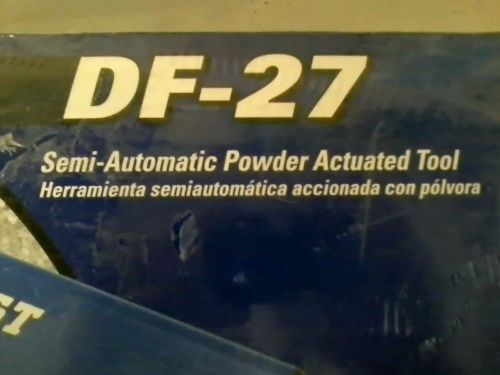 DF-27
Semi-Automatic Powder Actuated Tool
Herramienta semiautomática accionada con pólvora